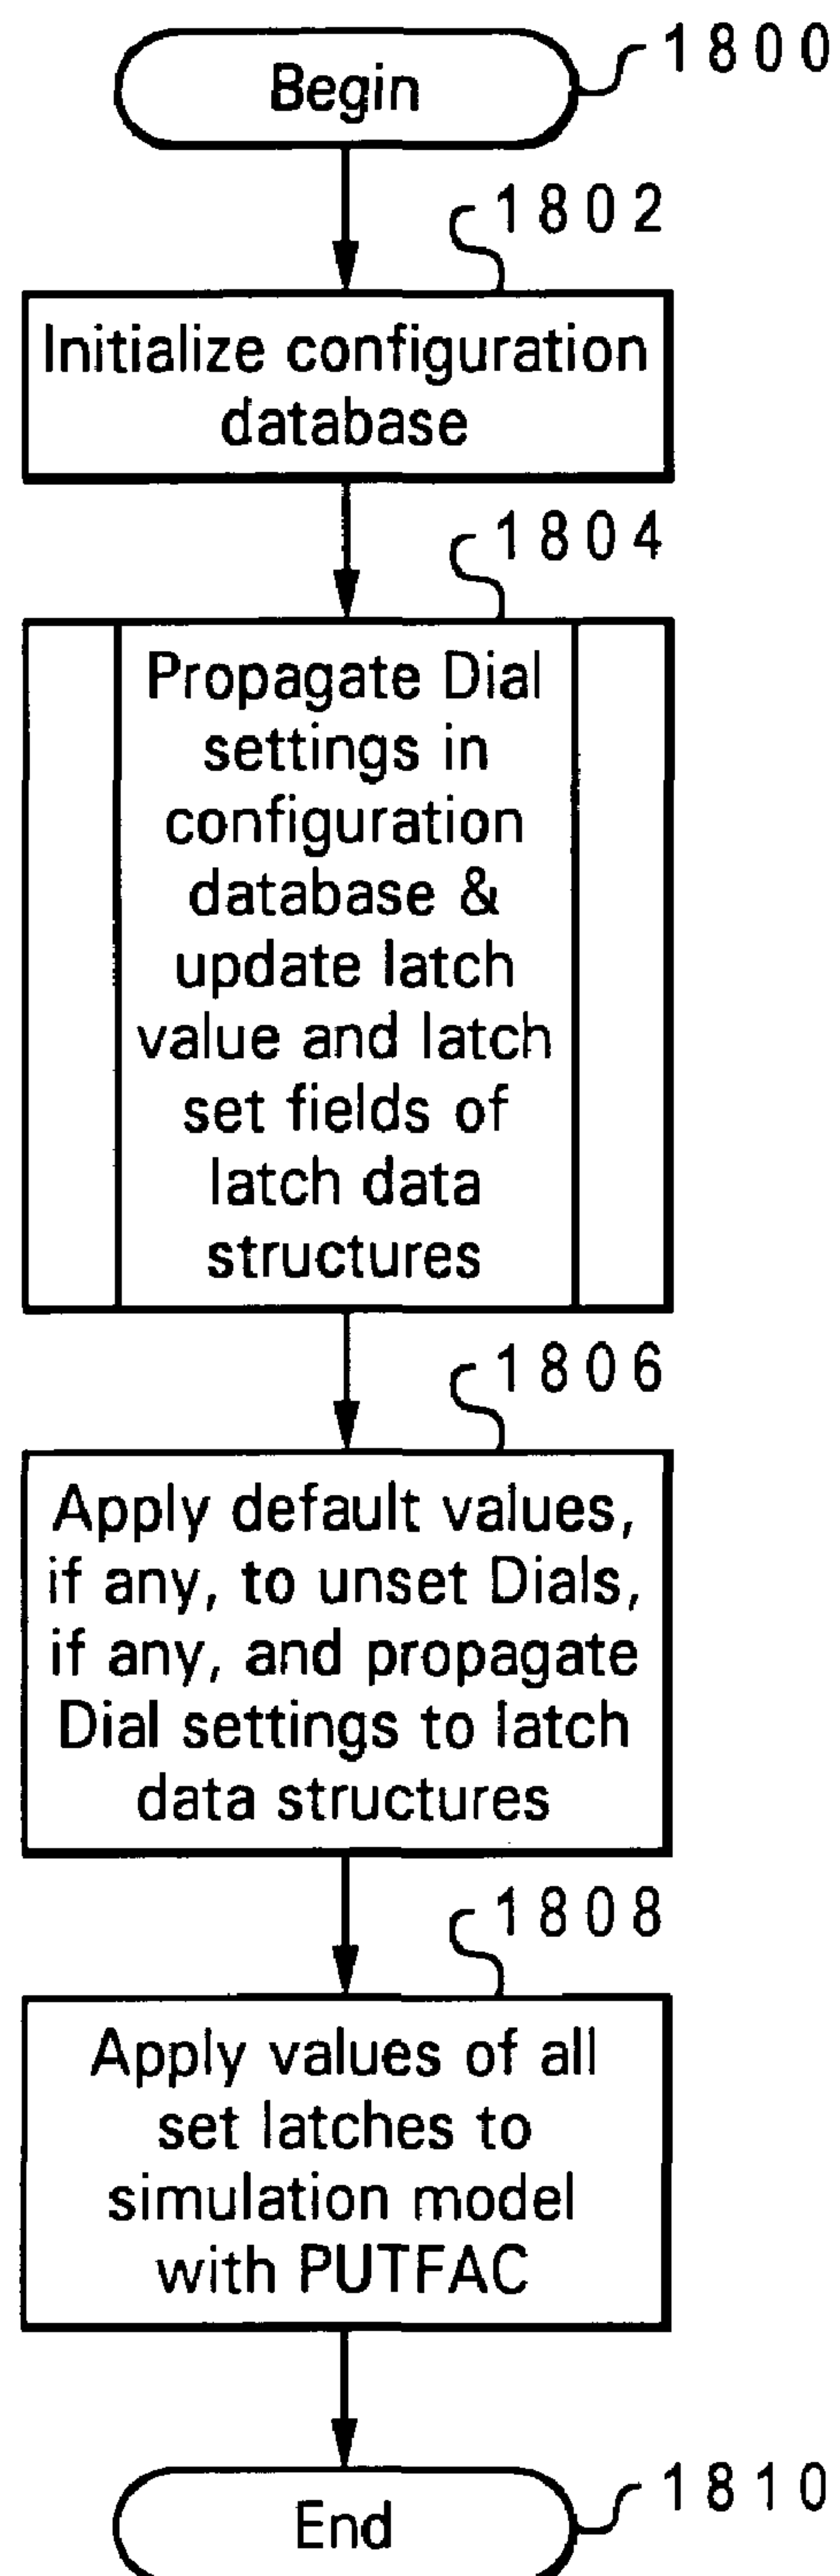 Begin
1800
1802
Initialize configuration
database
1804
Propagate Dial
settings in
configuration
database &
update latch
value and latch
set fields of
latch data
structures
1806
Apply default values,
if any, to unset Dials,
if any, and propagate
Dial settings to latch
data structures
1808
Apply values of all
set latches to
simulation model
with PUTFAC
End
1810